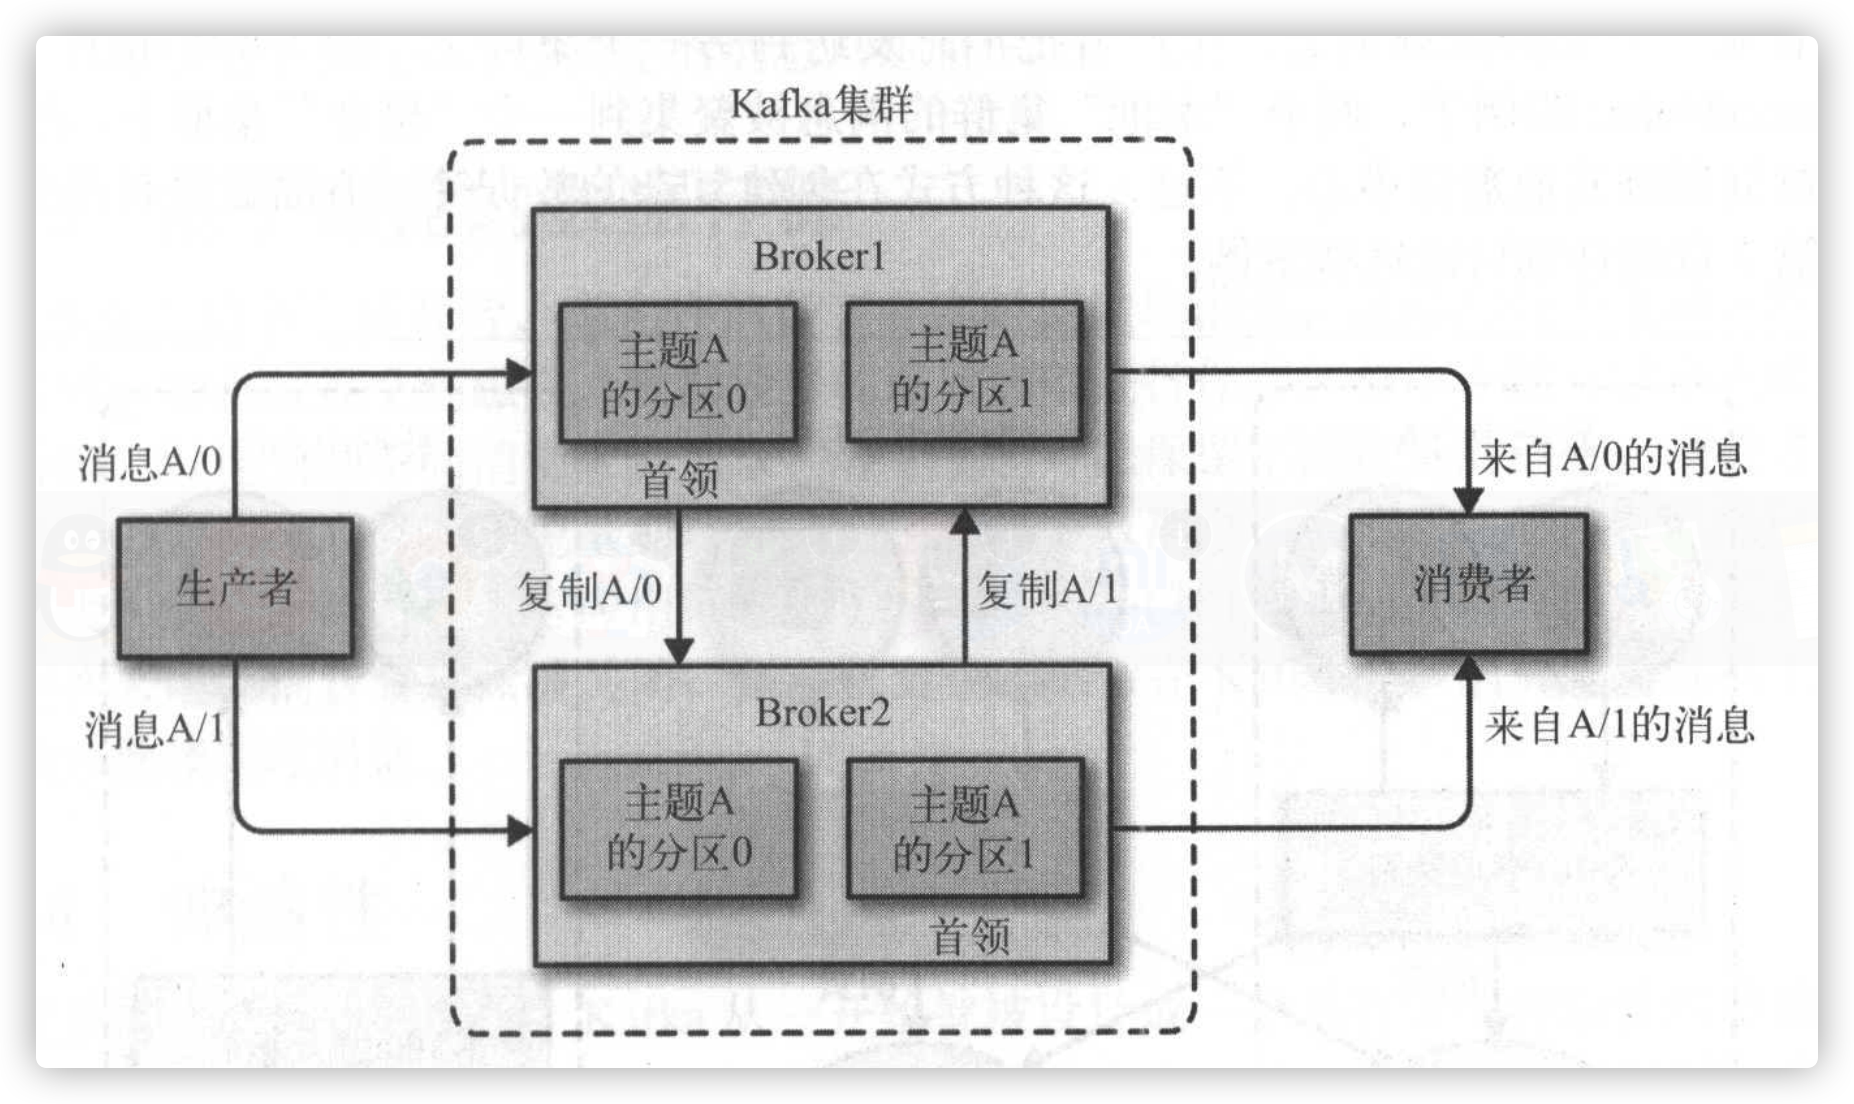 Kafka集群
Broker1
主题A
的分区0
主题A
的分区1
首领
消息A/0
来自A/0的消息
生产者
复制A/0
复制A/1
消费者
消息A/1
来自A/1的消息
Broker2
主题A
的分区0
主题A
的分区1
首领